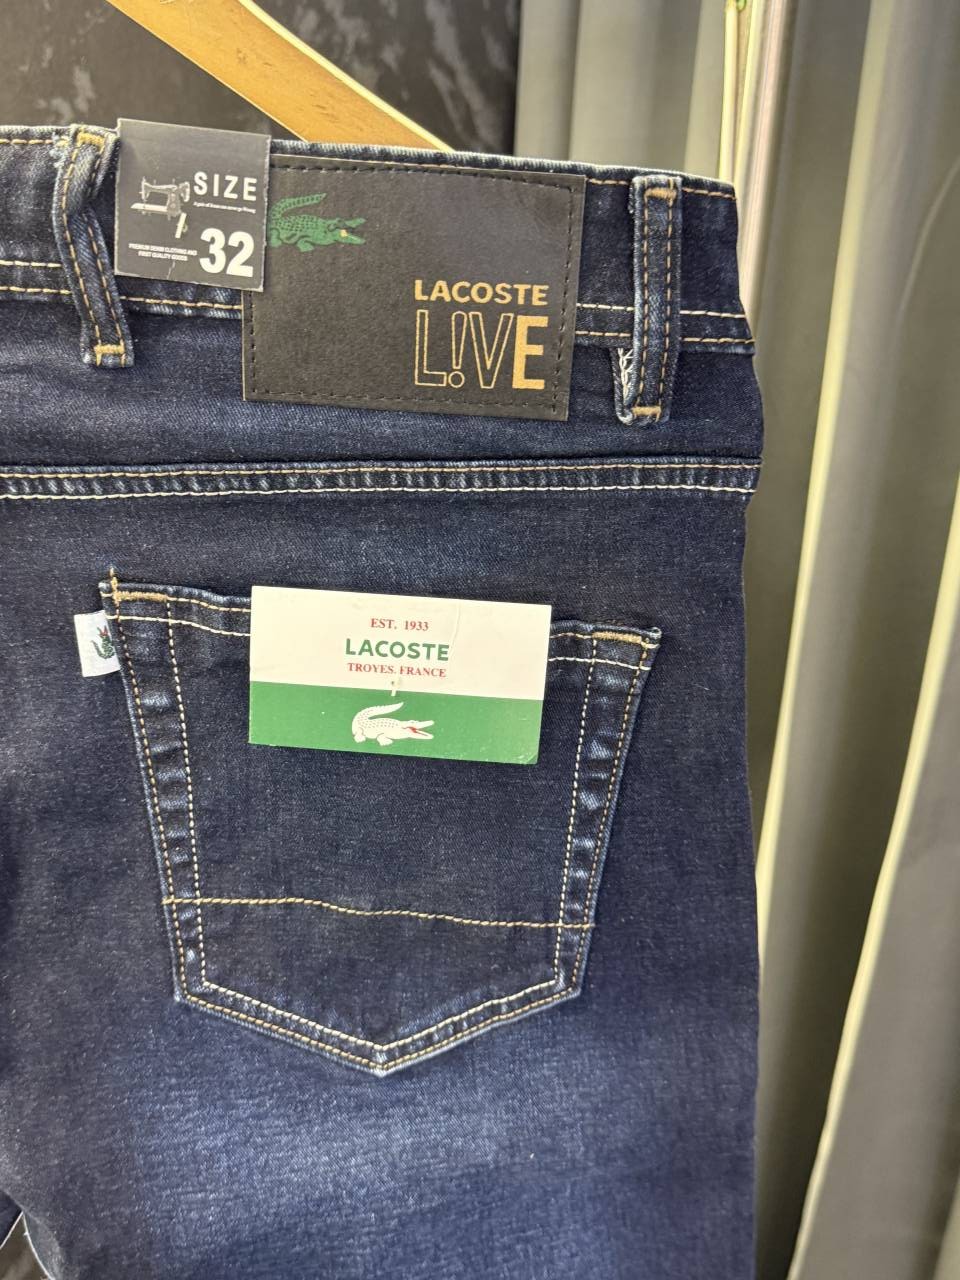 SIZE
32
PREMIUM DENIM CLOTHING AND
FIRST QUALITY GOODS
LACOSTE
L!VE
EST. 1933
LACOSTE
TROYES. FRANCE